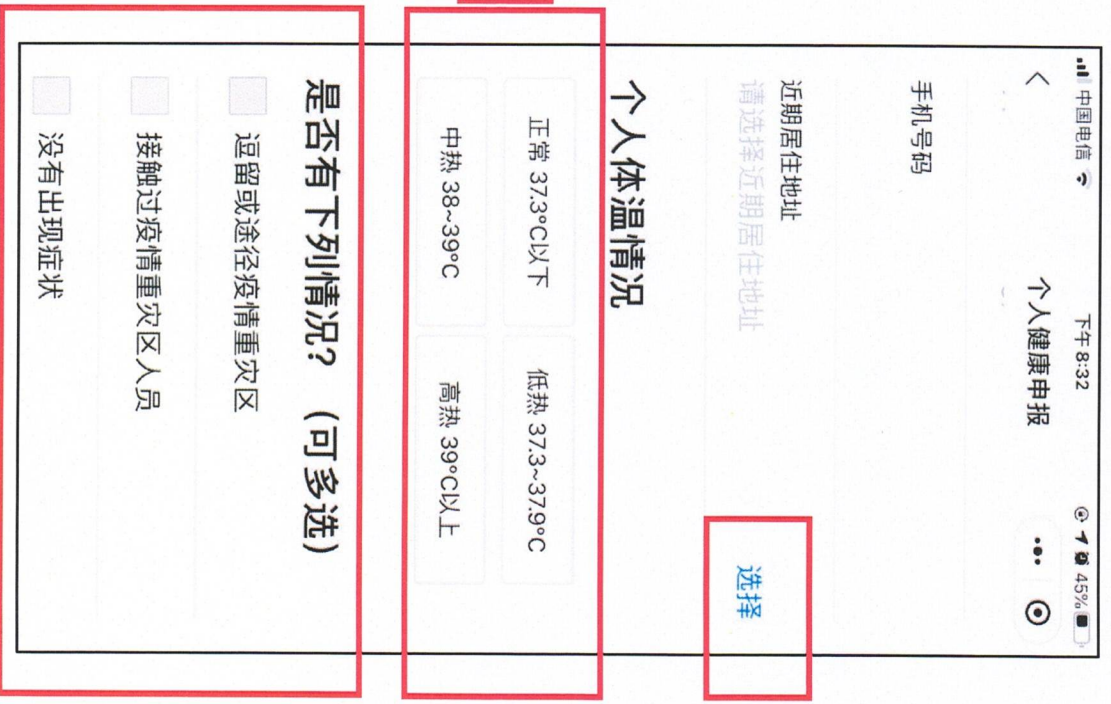 中国电信 下午8:32 45%
个人健康申报
手机号码
近期居住地址
请选择近期居住地址 选择
个人体温情况
正常 37.3°C以下 低热 37.3~37.9°C
中热 38~39°C 高热 39°C以上
是否有下列情况？（可多选）
逗留或途径疫情重灾区
接触过疫情重灾区人员
没有出现症状